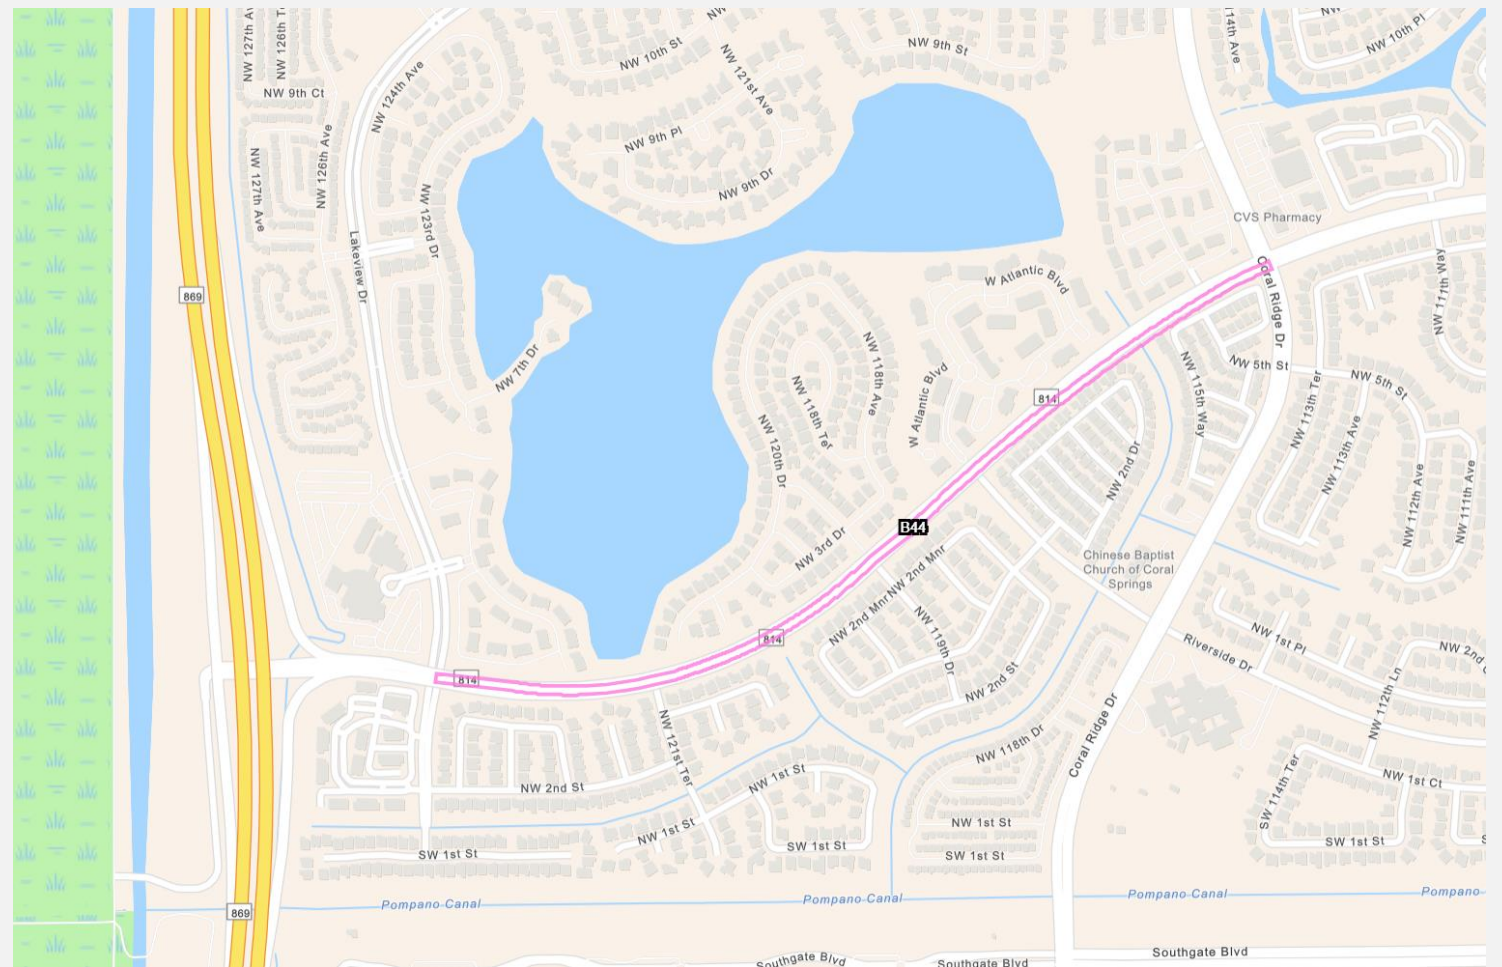 NW 127th Av
NW 126th T
NW 9th Ct
NW 124th Ave
NW 10th St
NW
NW 121st Ave
NW 9th St
114th Ave
NW
NW 10th Pl
NW 127th Ave
NW 126th Ave
NW 9th Pl
NW 9th Dr
NW 123rd Dr
CVS Pharmacy
Lakeview Dr
869
W Atlantic Blvd
Coral Ridge Dr
NW 111th Way
NW 7th Dr
NW 118th Ave
NW 118th Ter
W Atlantic Blvd
814
NW 115th Way
NW 5th St
NW 5th St
NW 113th Ter
NW 113th Ave
NW 120th Dr
NW 2nd Dr
NW 112th Ave
NW 111th Ave
B44
NW 3rd Dr
NW 2nd Mnr
NW 2nd Mnr
Chinese Baptist
Church of Coral
Springs
814
NW 119th Dr
NW 2nd St
NW 1st Pl
Riverside Dr
NW 2nd
814
NW 121st Ter
NW 118th Dr
Coral Ridge Dr
NW 112th Ln
NW 2nd St
NW 1st St
NW 1st Ct
SW 114th Ter
NW 1st St
NW 1st St
SW 1st St
SW 1st St
SW 1st St
SW 1st St
S
Pompano Canal
Pompano Canal
Pompano Canal
Pompano
869
Southgate Blvd
Southgate Blvd
Southgate Blvd